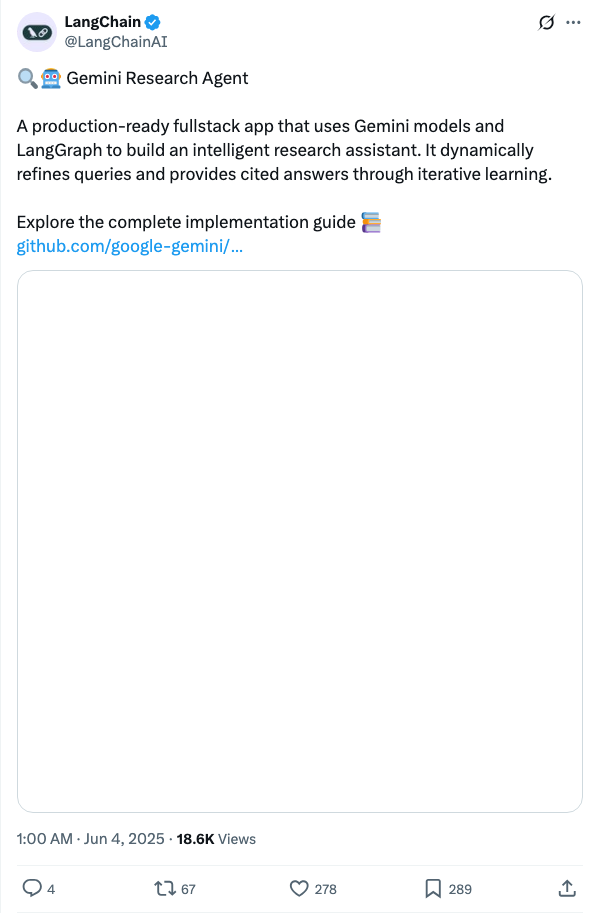 LangChain
@LangChainAI
🔍🤖 Gemini Research Agent
A production-ready fullstack app that uses Gemini models and
LangGraph to build an intelligent research assistant. It dynamically
refines queries and provides cited answers through iterative learning.
Explore the complete implementation guide 📚
github.com/google-gemini/...
1:00 AM · Jun 4, 2025 · 18.6K Views
4 67 278 289